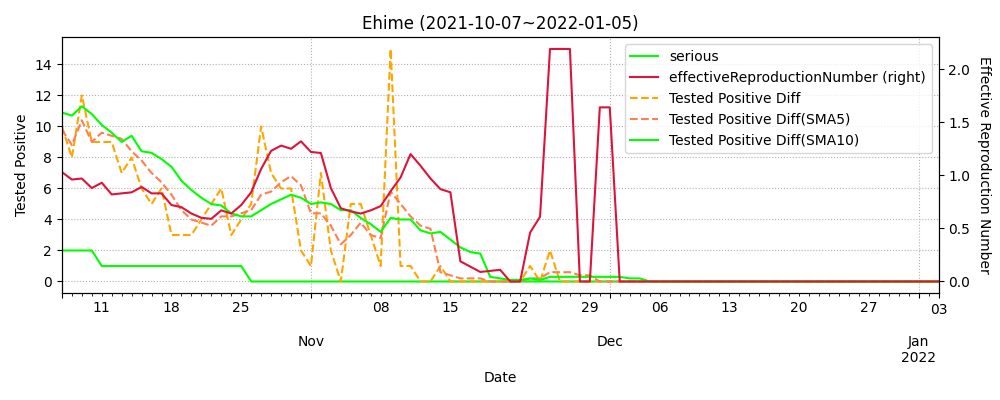 Ehime (2021-10-07~2022-01-05)
serious
effectiveReproductionNumber (right)
Tested Positive Diff
Tested Positive Diff(SMA5)
Tested Positive Diff(SMA10)
Tested Positive
14
12
10
8
6
4
2
0
Effective Reproduction Number
2.0
1.5
1.0
0.5
0.0
11 18 25 08 15 22 29 06 13 20 27 03
Nov Dec Jan
2022
Date